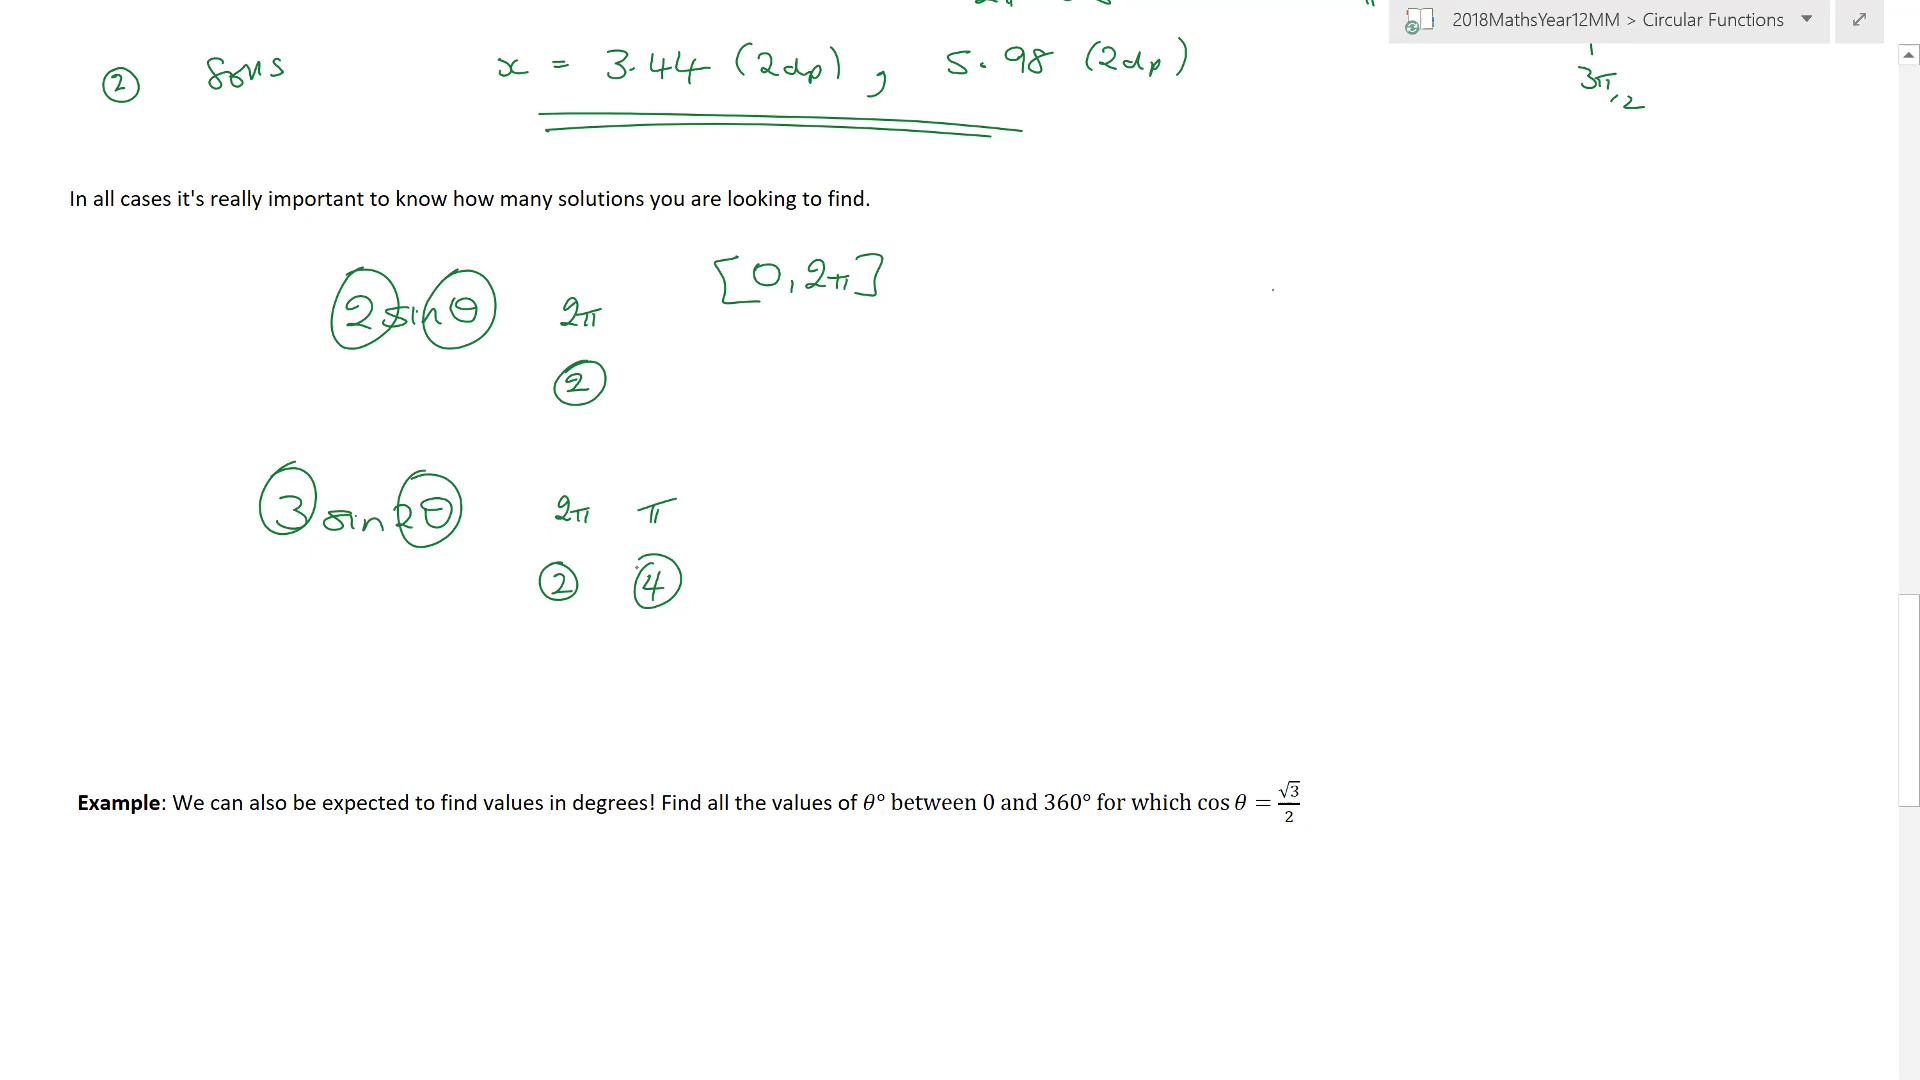 2018MathsYear12MM > Circular Functions
② solns x = 3.44 (2dp) , 5.98 (2dp)
3π/2
In all cases it's really important to know how many solutions you are looking to find.
[0, 2π]
2 sin θ 2π
②
3 sin 2θ 2π π
② ④
Example: We can also be expected to find values in degrees! Find all the values of θ° between 0 and 360° for which cos θ = √3/2